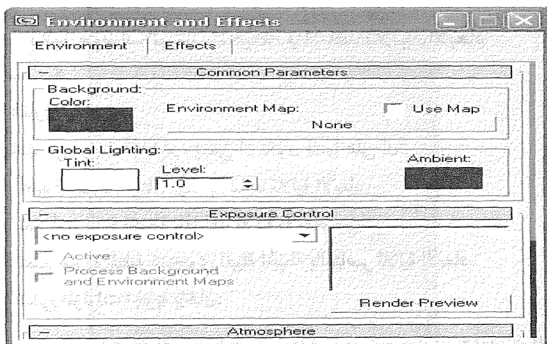 Environment and Effects
Environment Effects
Common Parameters
Background:
Color:
Environment Map:
Use Map
None
Global Lighting:
Tint:
Level:
1.0
Ambient:
Exposure Control
<no exposure control>
Active
Process Background
and Environment Maps
Render Preview
Atmosphere